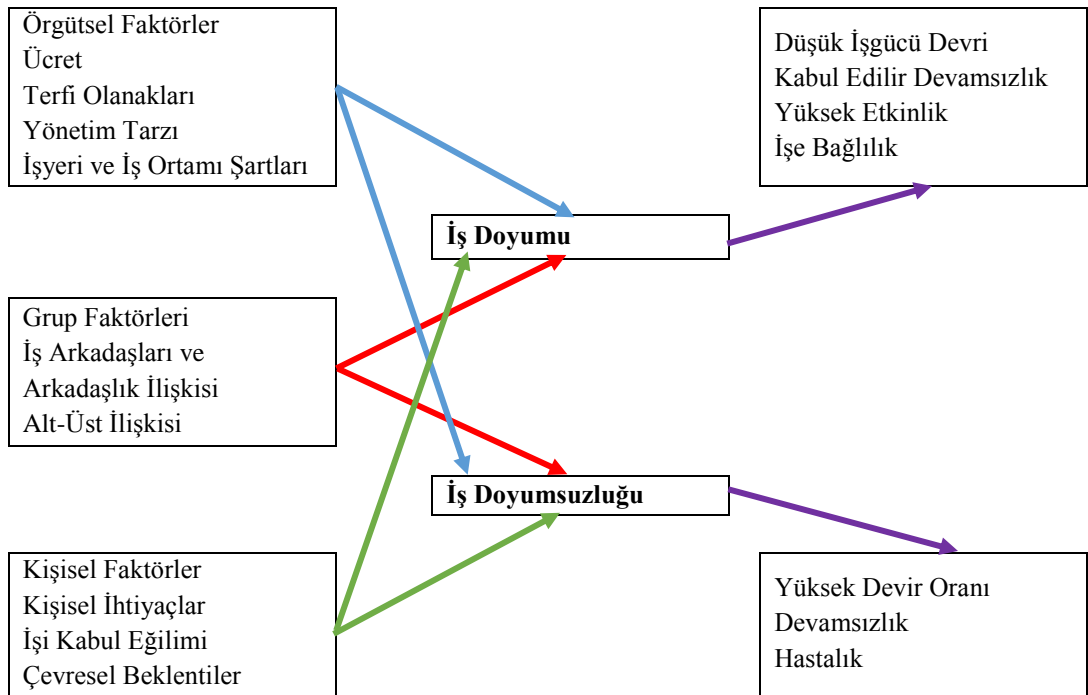 Örgütsel Faktörler
Ücret
Terfi Olanakları
Yönetim Tarzı
İşyeri ve İş Ortamı Şartları
Grup Faktörleri
İş Arkadaşları ve
Arkadaşlık İlişkisi
Alt-Üst İlişkisi
Kişisel Faktörler
Kişisel İhtiyaçlar
İşi Kabul Eğilimi
Çevresel Beklentiler
İş Doyumu
İş Doyumsuzluğu
Düşük İşgücü Devri
Kabul Edilir Devamsızlık
Yüksek Etkinlik
İşe Bağlılık
Yüksek Devir Oranı
Devamsızlık
Hastalık